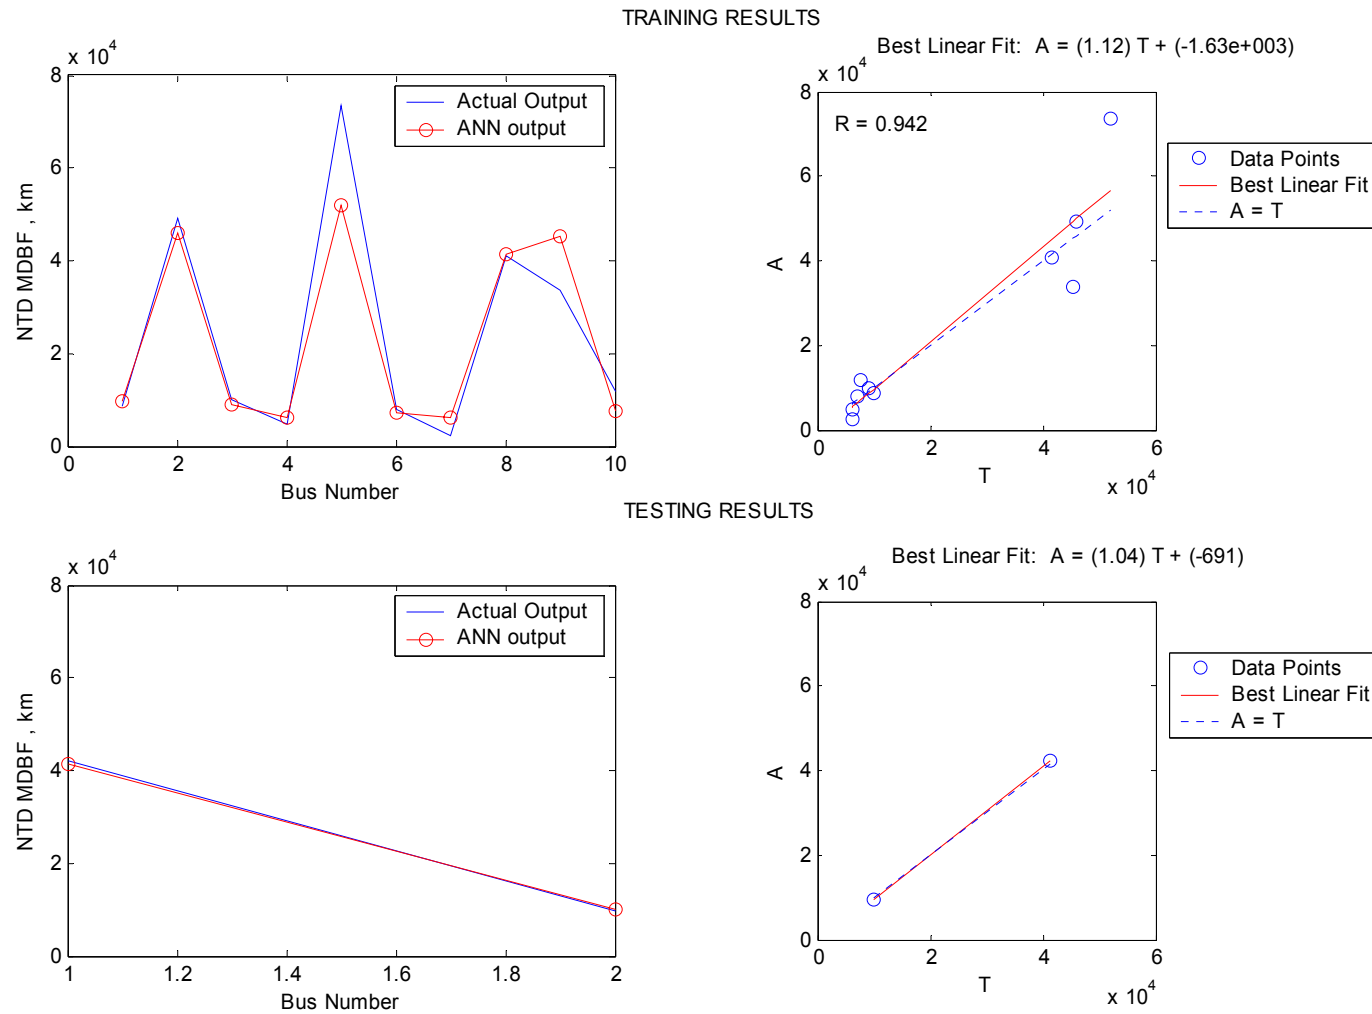 TRAINING RESULTS
x 10^4
8
6
4
2
0
NTD MDBF , km
0 2 4 6 8 10
Bus Number
Actual Output
ANN output
Best Linear Fit: A = (1.12) T + (-1.63e+003)
x 10^4
8
6
4
2
0
A
R = 0.942
0 2 4 6
T
x 10^4
Data Points
Best Linear Fit
A = T
TESTING RESULTS
x 10^4
8
6
4
2
0
NTD MDBF , km
1 1.2 1.4 1.6 1.8 2
Bus Number
Actual Output
ANN output
Best Linear Fit: A = (1.04) T + (-691)
x 10^4
8
6
4
2
0
A
0 2 4 6
T
x 10^4
Data Points
Best Linear Fit
A = T